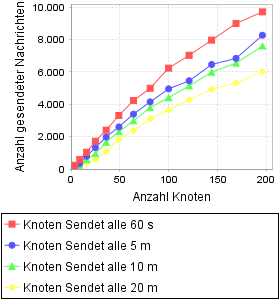 Anzahl gesendeter Nachrichten
10.000
8.000
6.000
4.000
2.000
0
0
50
100
150
200
Anzahl Knoten
Knoten Sendet alle 60 s
Knoten Sendet alle 5 m
Knoten Sendet alle 10 m
Knoten Sendet alle 20 m